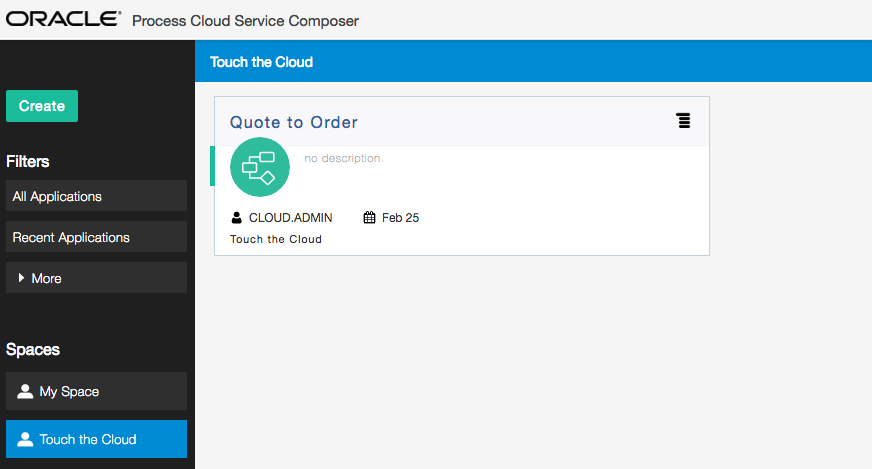 ORACLE® Process Cloud Service Composer
Touch the Cloud
Create
Filters
All Applications
Recent Applications
More
Spaces
My Space
Touch the Cloud
Quote to Order
no description.
CLOUD.ADMIN Feb 25
Touch the Cloud